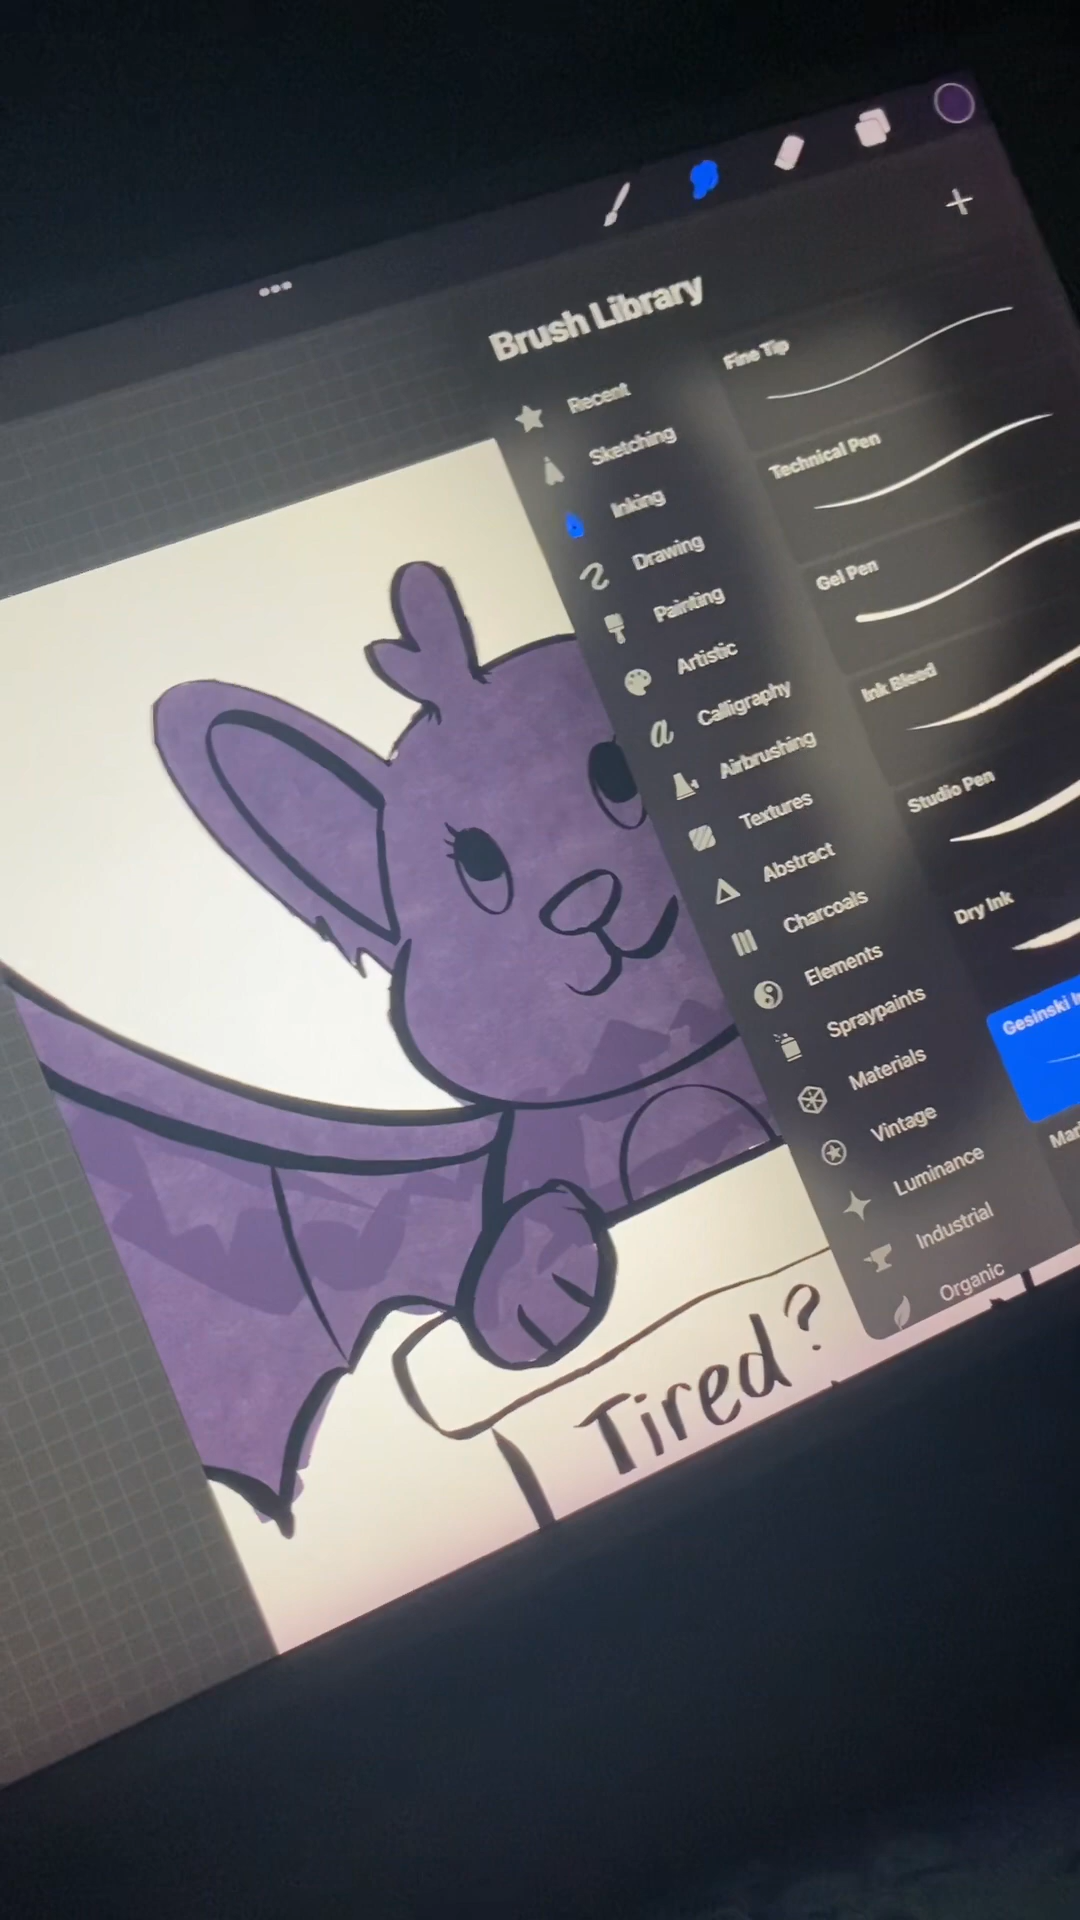 Brush Library
Recent
Sketching
Inking
Drawing
Painting
Artistic
Calligraphy
Airbrushing
Textures
Abstract
Charcoals
Elements
Spraypaints
Materials
Vintage
Luminance
Industrial
Organic
Fine Tip
Technical Pen
Gel Pen
Ink Bleed
Studio Pen
Dry Ink
Gesinski
Tired?